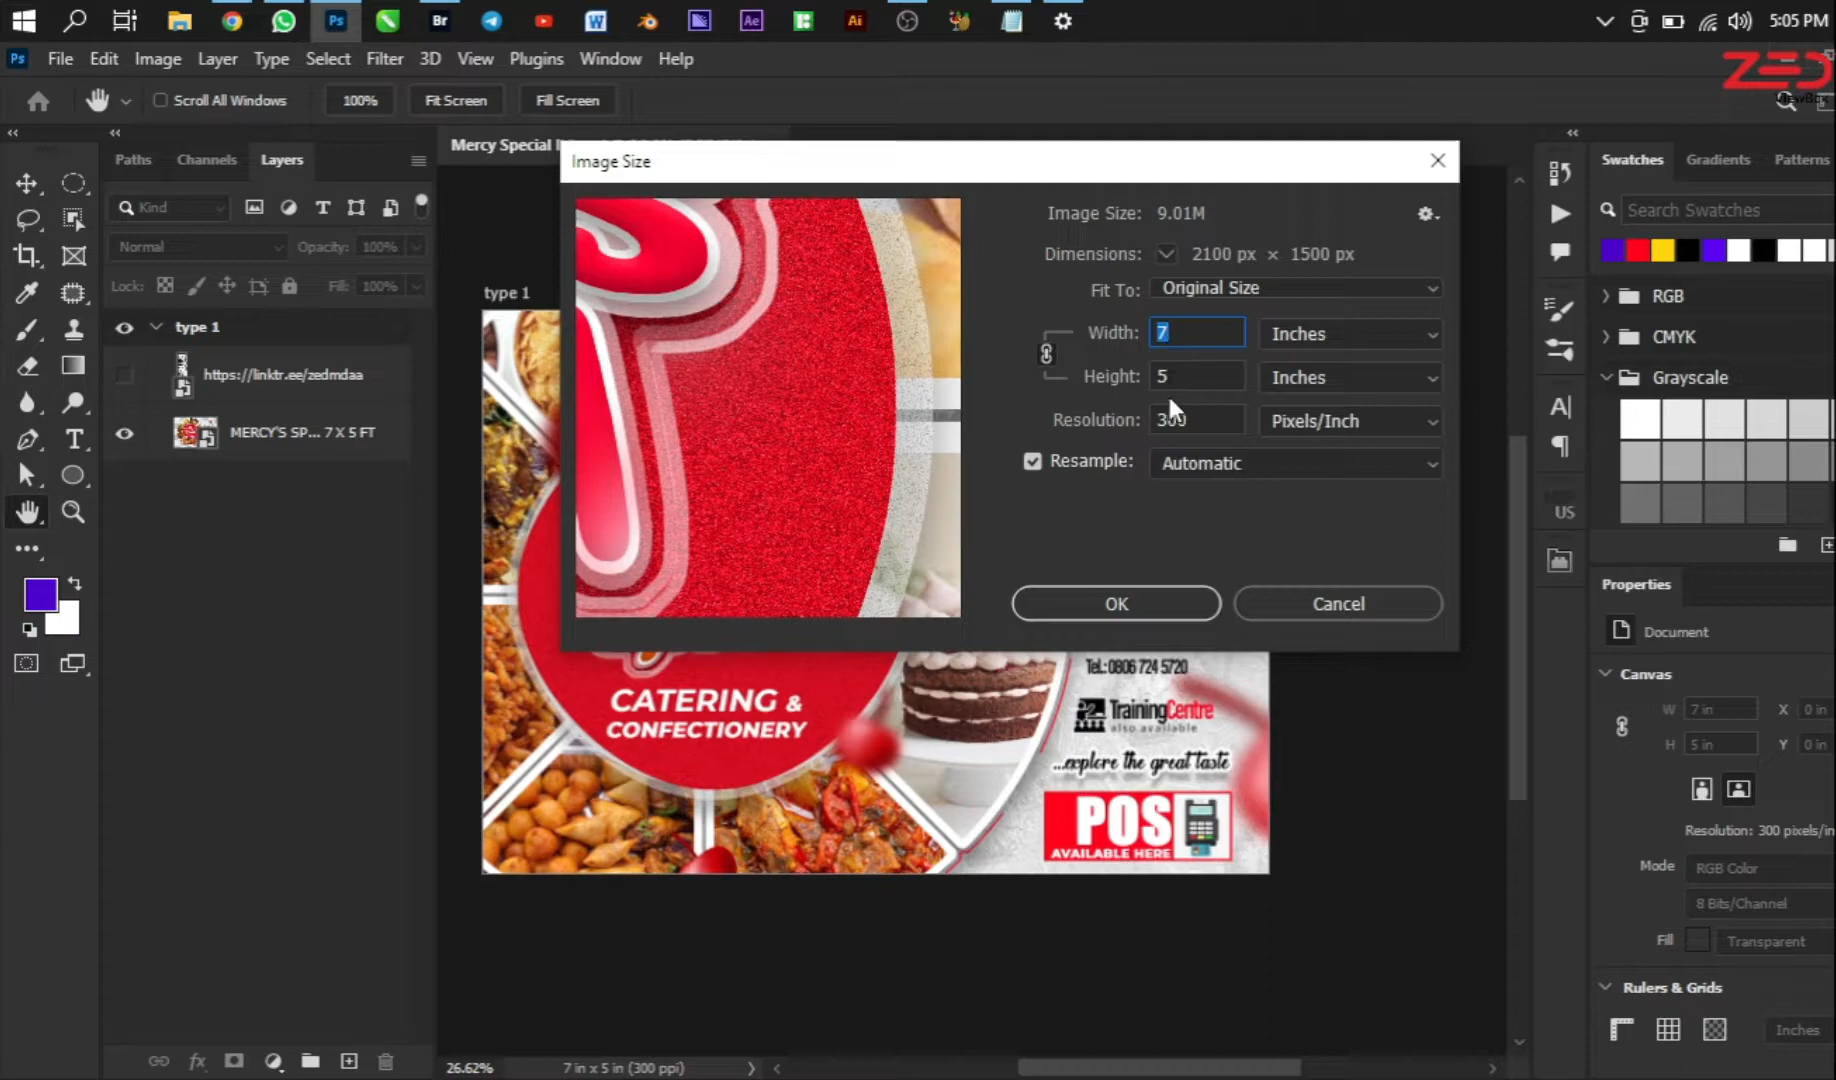 Ps
Br
W
Ae
Ai
5:05 PM
Ps File Edit Image Layer Type Select Filter 3D View Plugins Window Help
ZED
ViewBox
Scroll All Windows 100% Fit Screen Fill Screen
Paths Channels Layers
Mercy Special
Image Size
Swatches Gradients Patterns
Kind
Image Size: 9.01M
Search Swatches
Normal Opacity: 100%
Dimensions: 2100 px × 1500 px
Lock: Fill: 100%
type 1
Fit To: Original Size
RGB
type 1
Width: 7 Inches
CMYK
https://linktr.ee/zedmdaa
Height: 5 Inches
Grayscale
MERCY'S SP... 7 X 5 FT
Resolution: 300 Pixels/Inch
Resample: Automatic
US
OK Cancel
Properties
Document
Canvas
W 7 in X 0 in
H 5 in Y 0 in
Tel.: 0806 724 5720
CATERING &
CONFECTIONERY
TrainingCentre
also available
...explore the great taste
POS
AVAILABLE HERE
Resolution: 300 pixels/in
Mode RGB Color
8 Bits/Channel
Fill Transparent
Rulers & Grids
Inches
fx
26.62% 7 in x 5 in (300 ppi)